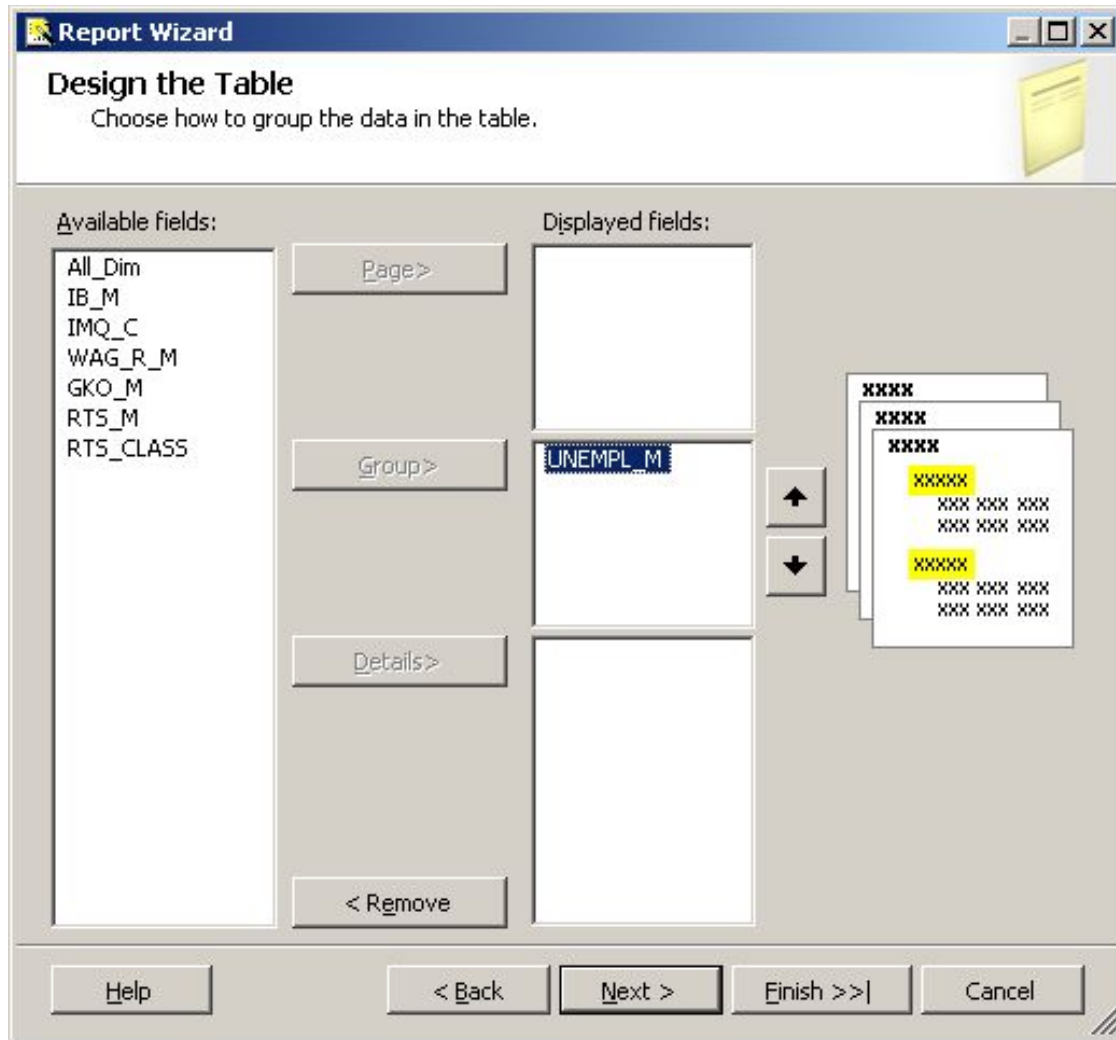 Report Wizard
Design the Table
Choose how to group the data in the table.
Available fields:
Displayed fields:
All_Dim
IB_M
IMQ_C
WAG_R_M
GKO_M
RTS_M
RTS_CLASS
Page>
Group>
Details>
< Remove
UNEMPL_M
xxxx
xxxx
xxxx
xxxxx
xxx xxx xxx
xxx xxx xxx
xxxxx
xxx xxx xxx
xxx xxx xxx
Help
< Back
Next >
Finish >>|
Cancel